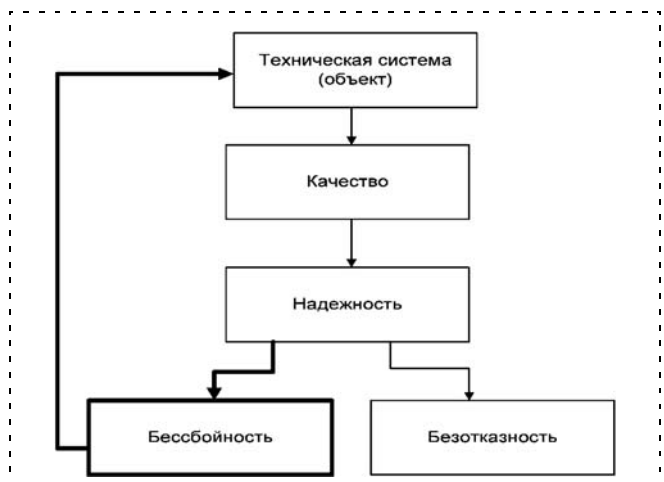 Техническая система
(объект)
Качество
Надежность
Бессбойность
Безотказность